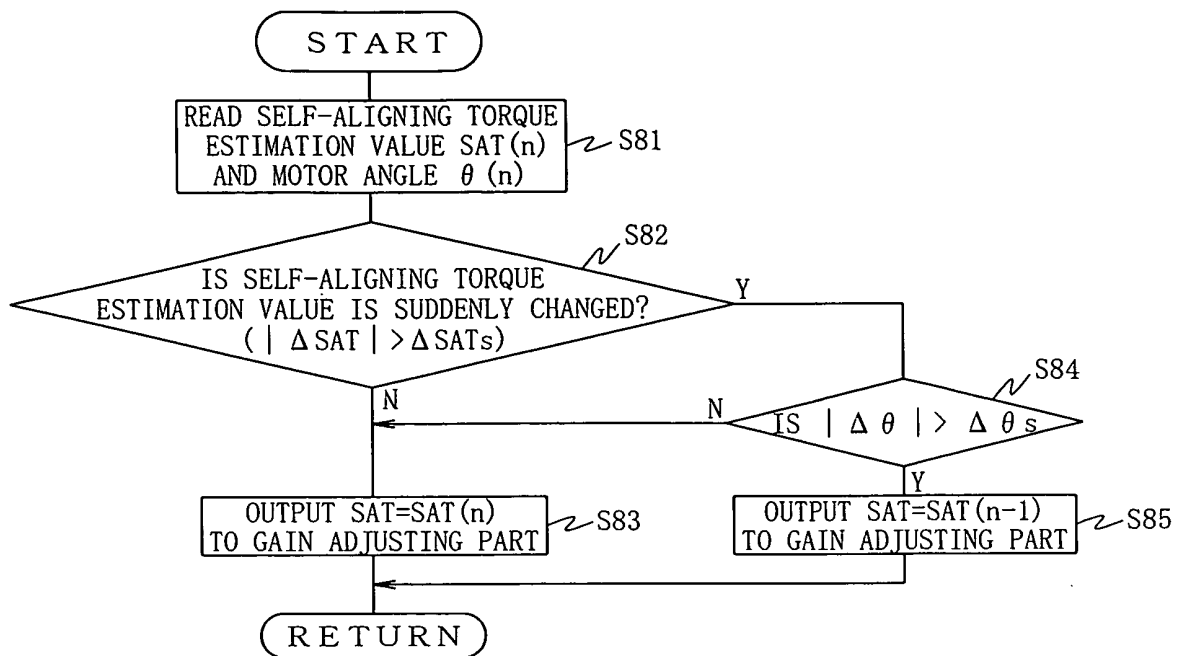 START
READ SELF-ALIGNING TORQUE
ESTIMATION VALUE SAT(n)
AND MOTOR ANGLE θ(n)
S81
S82
IS SELF-ALIGNING TORQUE
ESTIMATION VALUE IS SUDDENLY CHANGED?
(|ΔSAT|>ΔSATs)
Y
N
S84
IS |Δθ|> Δθs
N
Y
OUTPUT SAT=SAT(n)
TO GAIN ADJUSTING PART
S83
OUTPUT SAT=SAT(n-1)
TO GAIN ADJUSTING PART
S85
RETURN